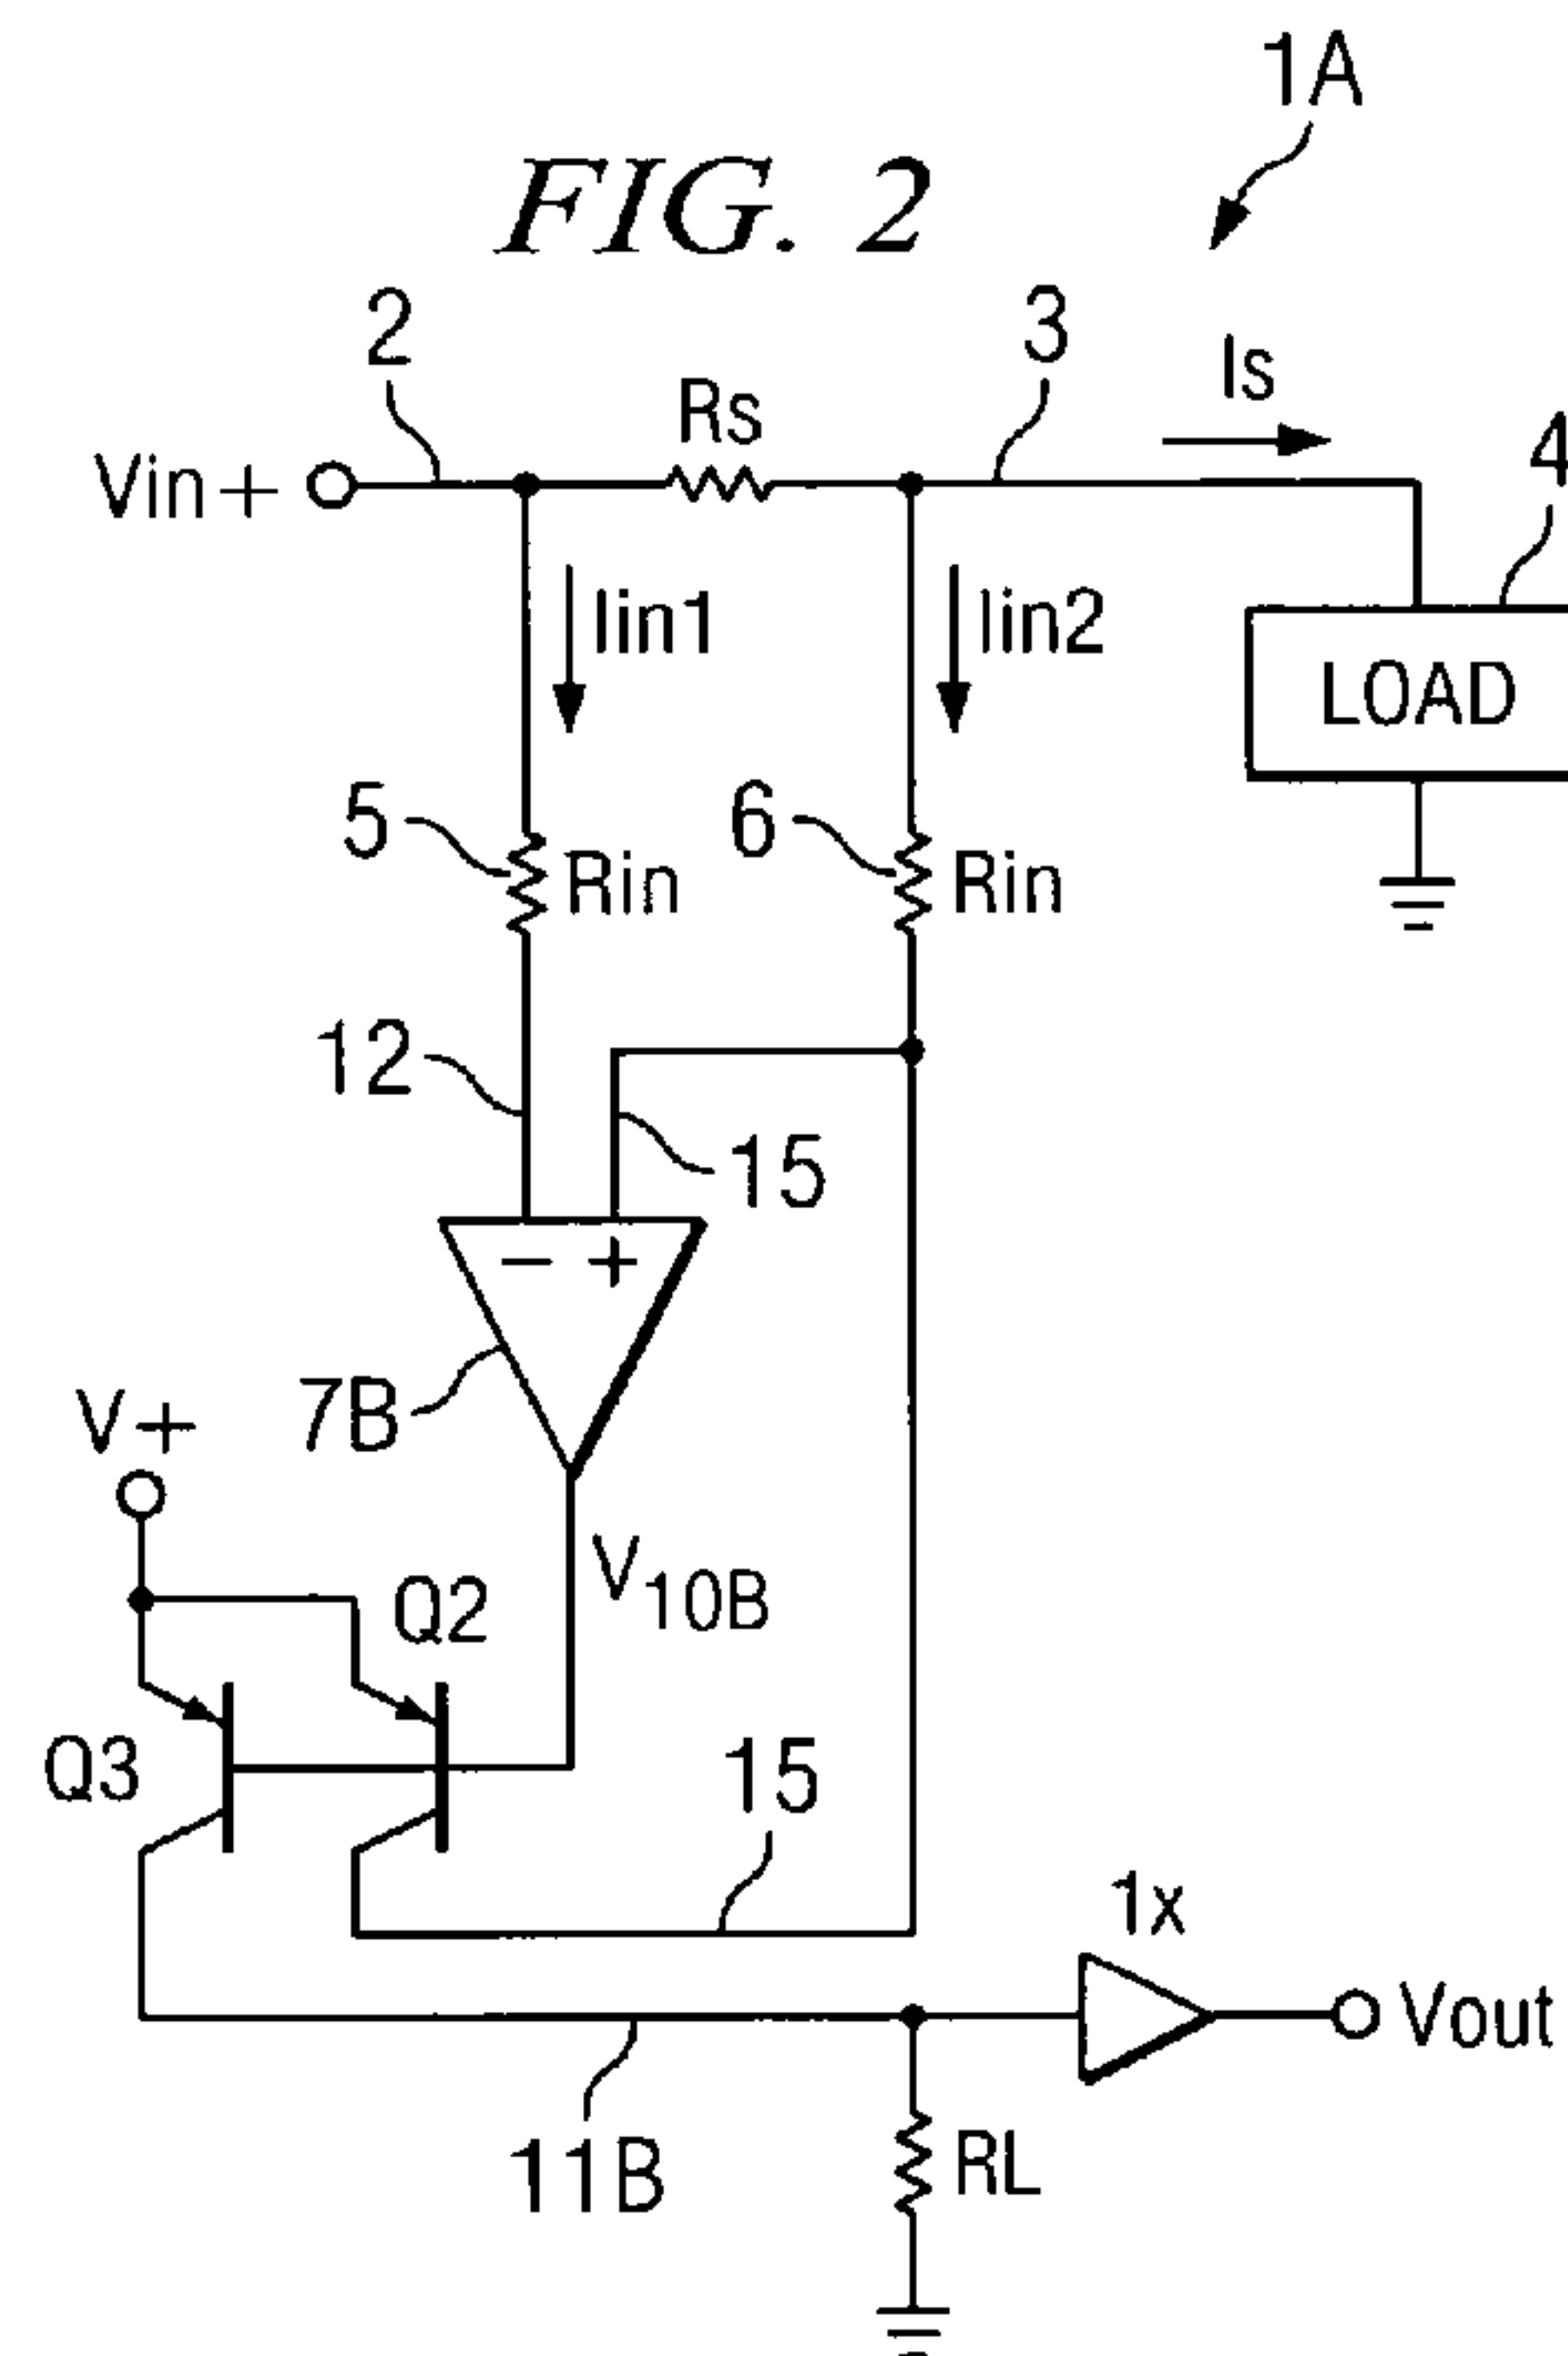 1A
FIG. 2
2
3
Is
Rs
4
Vin+
Iin1
Iin2
LOAD
5
Rin
6
Rin
12
15
- +
7B
V+
V10B
Q2
Q3
15
1x
Vout
11B
RL